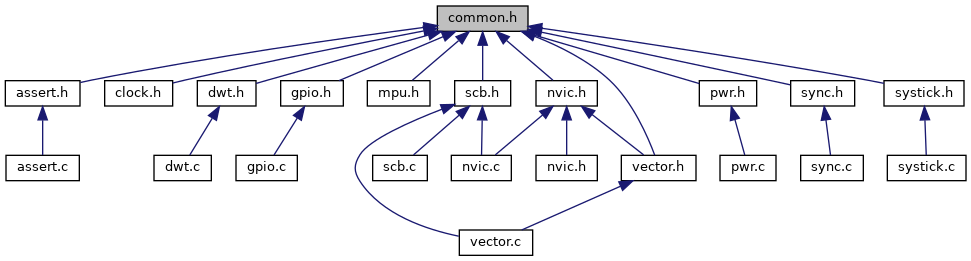 common.h
assert.h
clock.h
dwt.h
gpio.h
mpu.h
scb.h
nvic.h
pwr.h
sync.h
systick.h
assert.c
dwt.c
gpio.c
scb.c
nvic.c
nvic.h
vector.h
pwr.c
sync.c
systick.c
vector.c